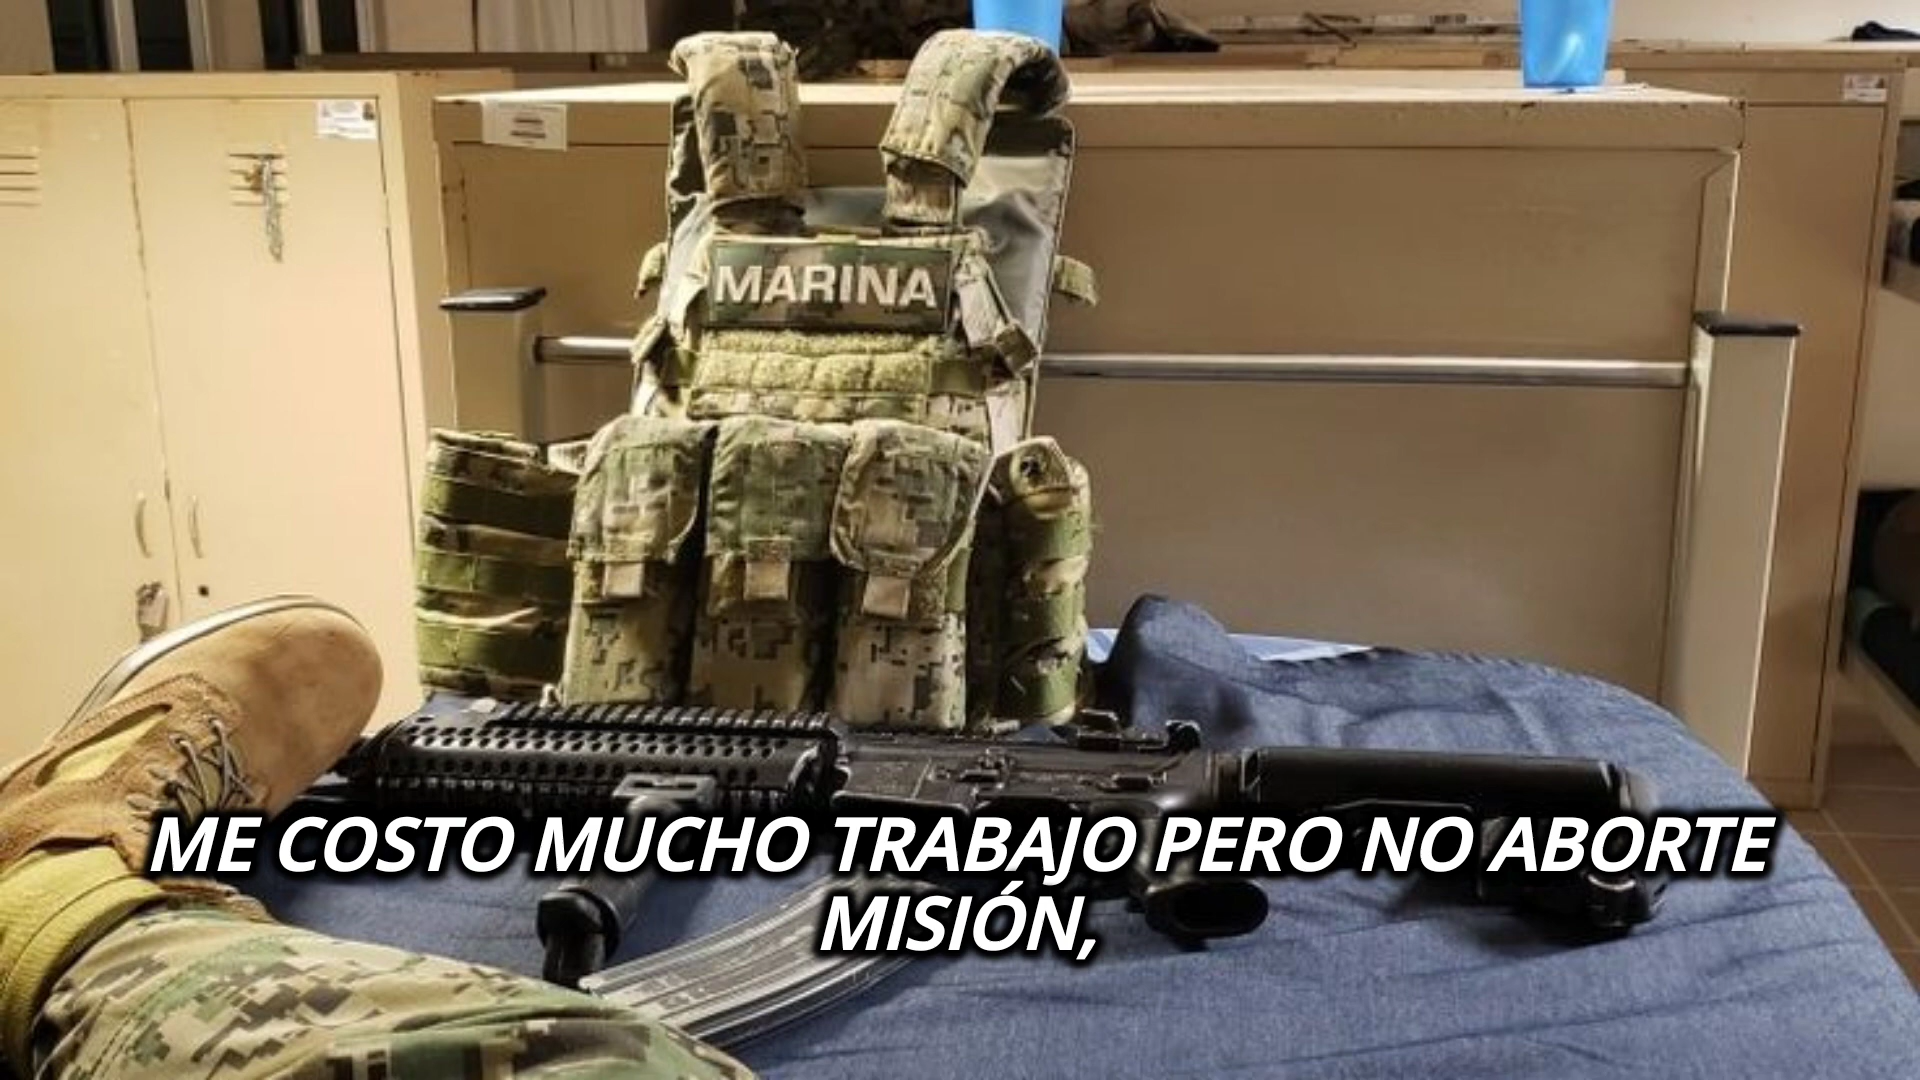 MARINA
ME COSTO MUCHO TRABAJO PERO NO ABORTE
MISIÓN,